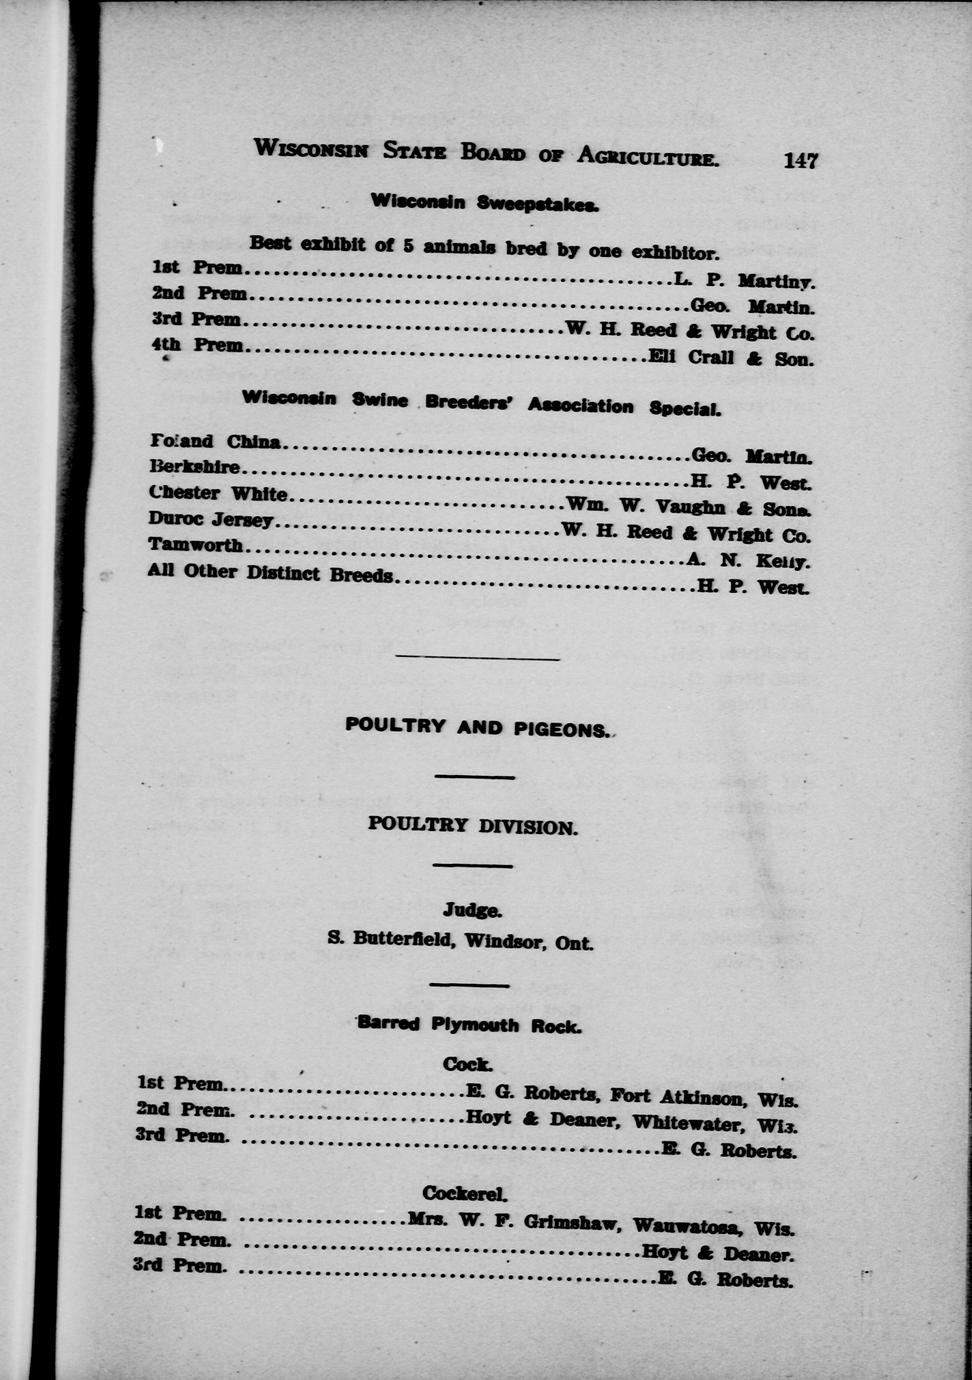 WISCONSIN STATE BOARD OF AGRICULTURE. 147
Wisconsin Sweepstakes.
Best exhibit of 5 animals bred by one exhibitor.
1st Prem............................................L. P. Martiny.
2nd Prem..............................................Geo. Martin.
3rd Prem.................................W. H. Reed & Wright Co.
4th Prem..........................................Eli Crall & Son.
Wisconsin Swine Breeders' Association Special.
Poland China..........................................Geo. Martin.
Berkshire..............................................H. P. West.
Chester White............................Wm. W. Vaughn & Sons.
Duroc Jersey.............................W. H. Reed & Wright Co.
Tamworth..............................................A. N. Kelly.
All Other Distinct Breeds...............................H. P. West.
POULTRY AND PIGEONS.
POULTRY DIVISION.
Judge.
S. Butterfield, Windsor, Ont.
Barred Plymouth Rock.
Cock.
1st Prem.........................E. G. Roberts, Fort Atkinson, Wis.
2nd Prem. .......................Hoyt & Deaner, Whitewater, Wis.
3rd Prem. ............................................E. G. Roberts.
Cockerel.
1st Prem. ..................Mrs. W. F. Grimshaw, Wauwatosa, Wis.
2nd Prem. ..........................................Hoyt & Deaner.
3rd Prem. ............................................E. G. Roberts.